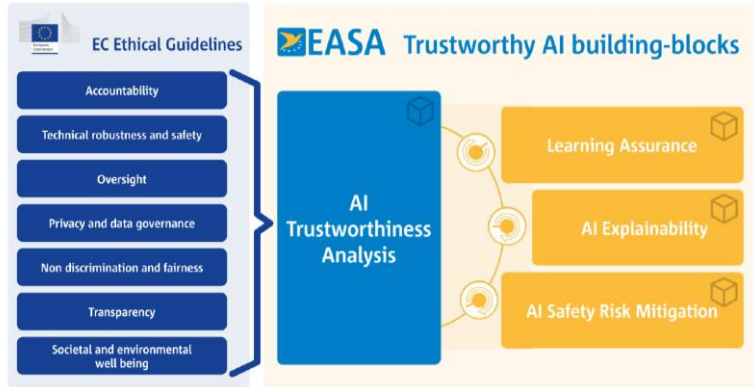 EC Ethical Guidelines
Accountability
Technical robustness and safety
Oversight
Privacy and data governance
Non discrimination and fairness
Transparency
Societal and environmental
well being
EASA Trustworthy AI building-blocks
AI
Trustworthiness
Analysis
Learning Assurance
AI Explainability
AI Safety Risk Mitigation